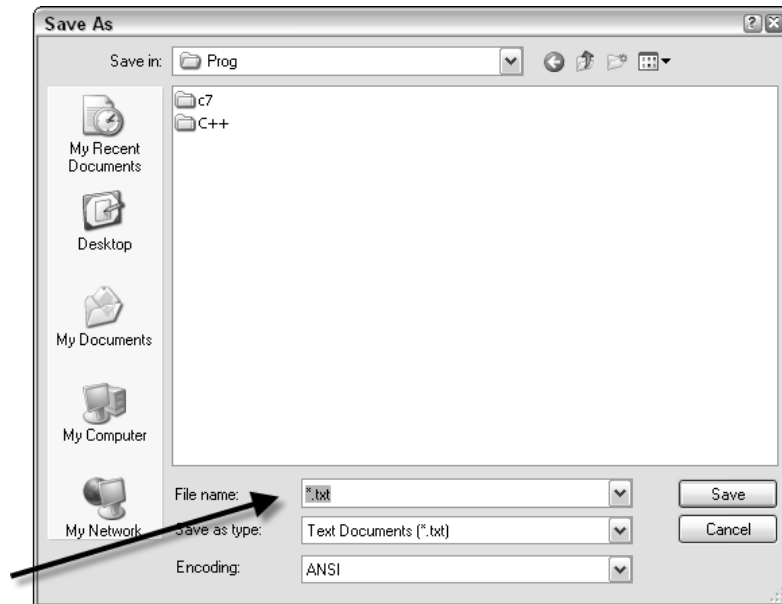 Save As
Save in: Prog
c7
C++
My Recent
Documents
Desktop
My Documents
My Computer
My Network
File name: *.txt Save
Save as type: Text Documents (*.txt) Cancel
Encoding: ANSI